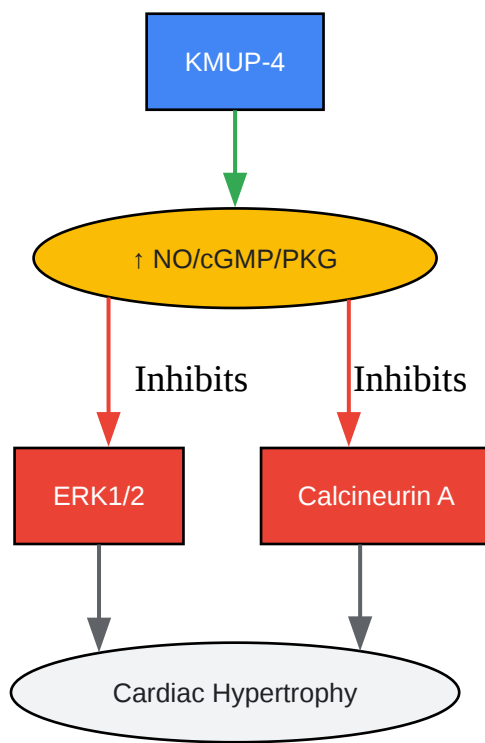 KMUP-4
↑ NO/cGMP/PKG
Inhibits
Inhibits
ERK1/2
Calcineurin A
Cardiac Hypertrophy